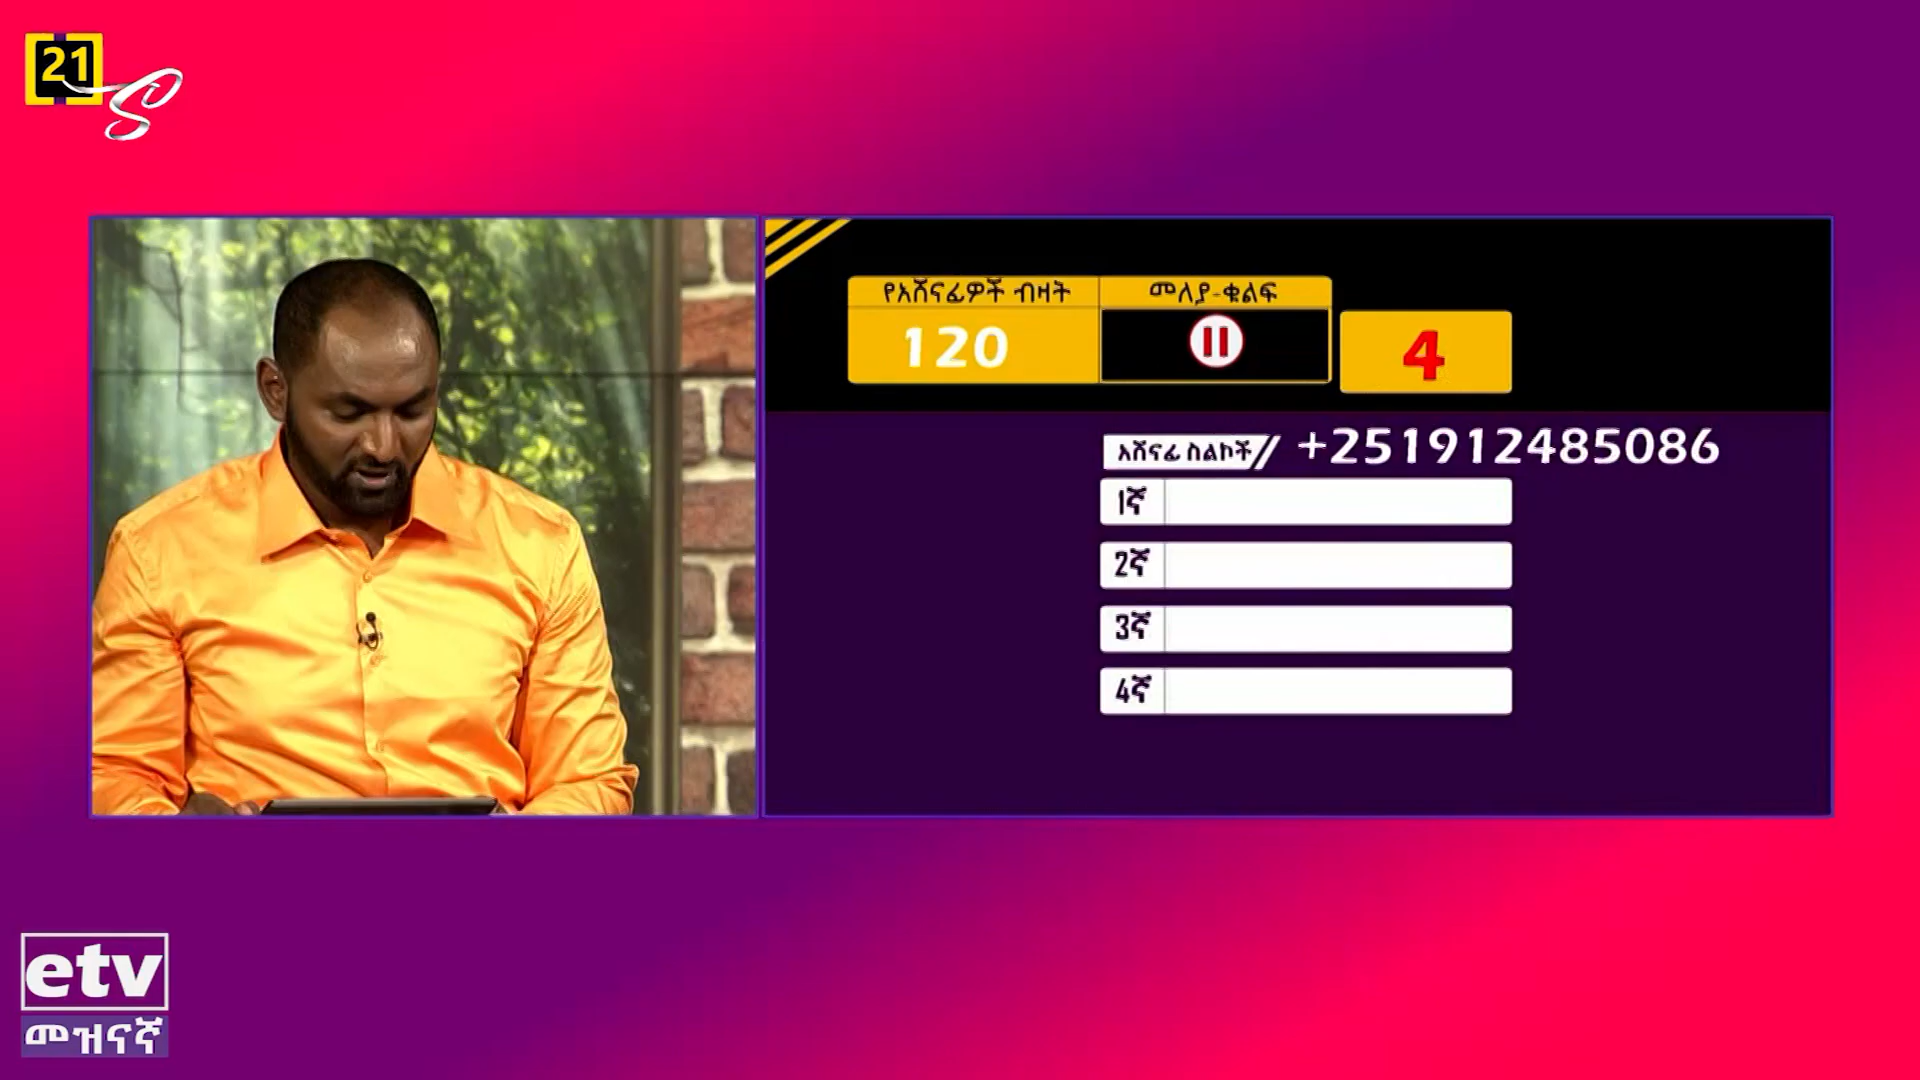 21
S
የአሸናፊዎች ብዛት
መለያ-ቁልፍ
120
4
አሸናፊ ስልኮች
+251912485086
1ኛ
2ኛ
3ኛ
4ኛ
etv
መዝናኛ